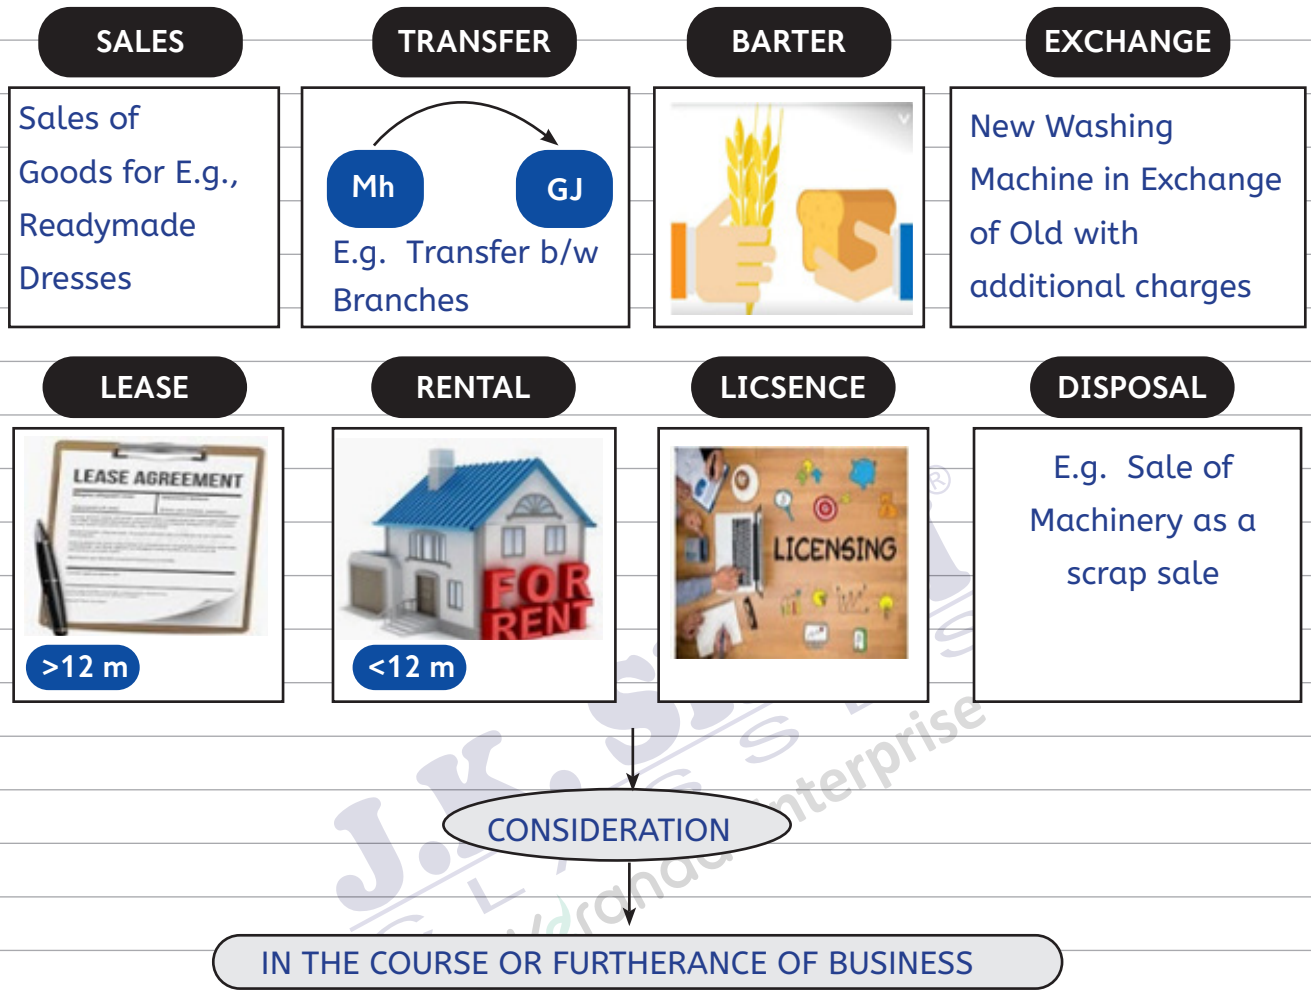 SALES
TRANSFER
BARTER
EXCHANGE
Sales of
Goods for E.g.,
Readymade
Dresses
Mh
GJ
E.g. Transfer b/w
Branches
New Washing
Machine in Exchange
of Old with
additional charges
LEASE
RENTAL
LICSENCE
DISPOSAL
LEASE AGREEMENT
>12 m
FOR
RENT
<12 m
LICENSING
E.g. Sale of
Machinery as a
scrap sale
CONSIDERATION
IN THE COURSE OR FURTHERANCE OF BUSINESS